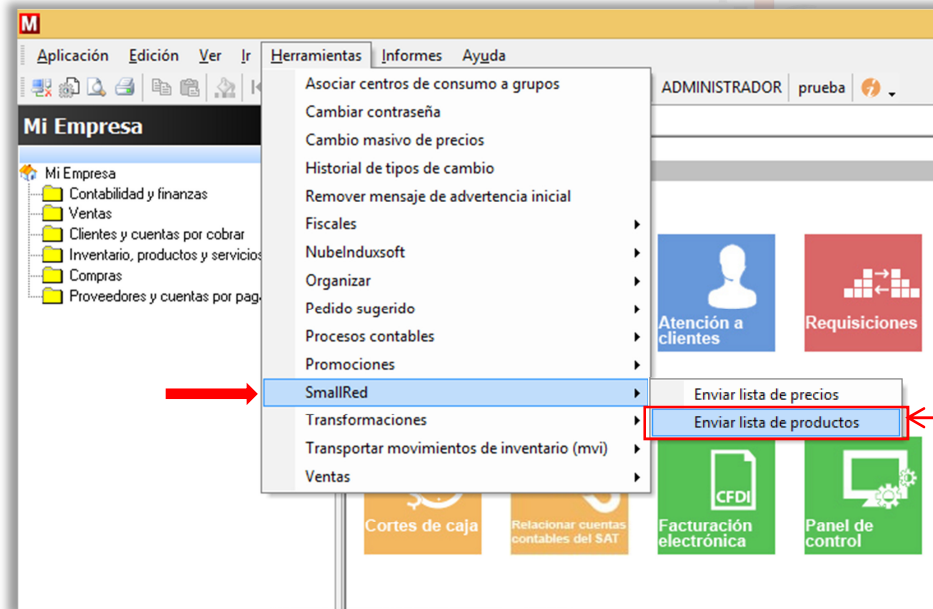 M
Aplicación Edición Ver Ir Herramientas Informes Ayuda
ADMINISTRADOR prueba
Mi Empresa
Mi Empresa
Contabilidad y finanzas
Ventas
Clientes y cuentas por cobrar
Inventario, productos y servicios
Compras
Proveedores y cuentas por pag
Asociar centros de consumo a grupos
Cambiar contraseña
Cambio masivo de precios
Historial de tipos de cambio
Remover mensaje de advertencia inicial
Fiscales
NubeInduxsoft
Organizar
Pedido sugerido
Procesos contables
Promociones
SmallRed
Transformaciones
Transportar movimientos de inventario (mvi)
Ventas
Enviar lista de precios
Enviar lista de productos
Atención a
clientes
Requisiciones
Cortes de caja
Relacionar cuentas
contables del SAT
CFDI
Facturación
electrónica
Panel de
control